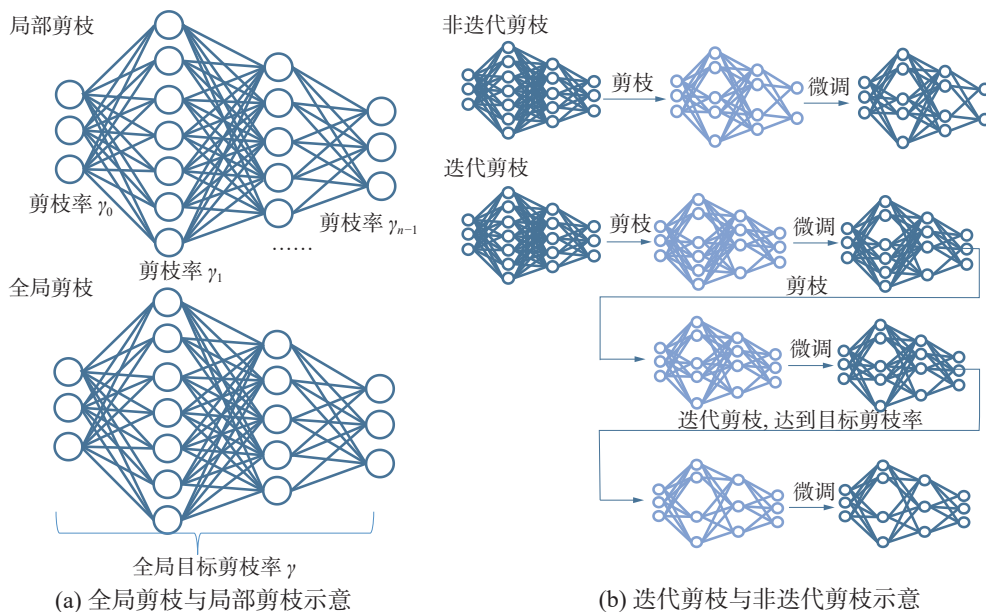 局部剪枝
剪枝率 γ0
剪枝率 γ1
……
剪枝率 γn−1
全局剪枝
全局目标剪枝率 γ
(a) 全局剪枝与局部剪枝示意
非迭代剪枝
剪枝
微调
迭代剪枝
剪枝
微调
剪枝
微调
迭代剪枝, 达到目标剪枝率
微调
(b) 迭代剪枝与非迭代剪枝示意